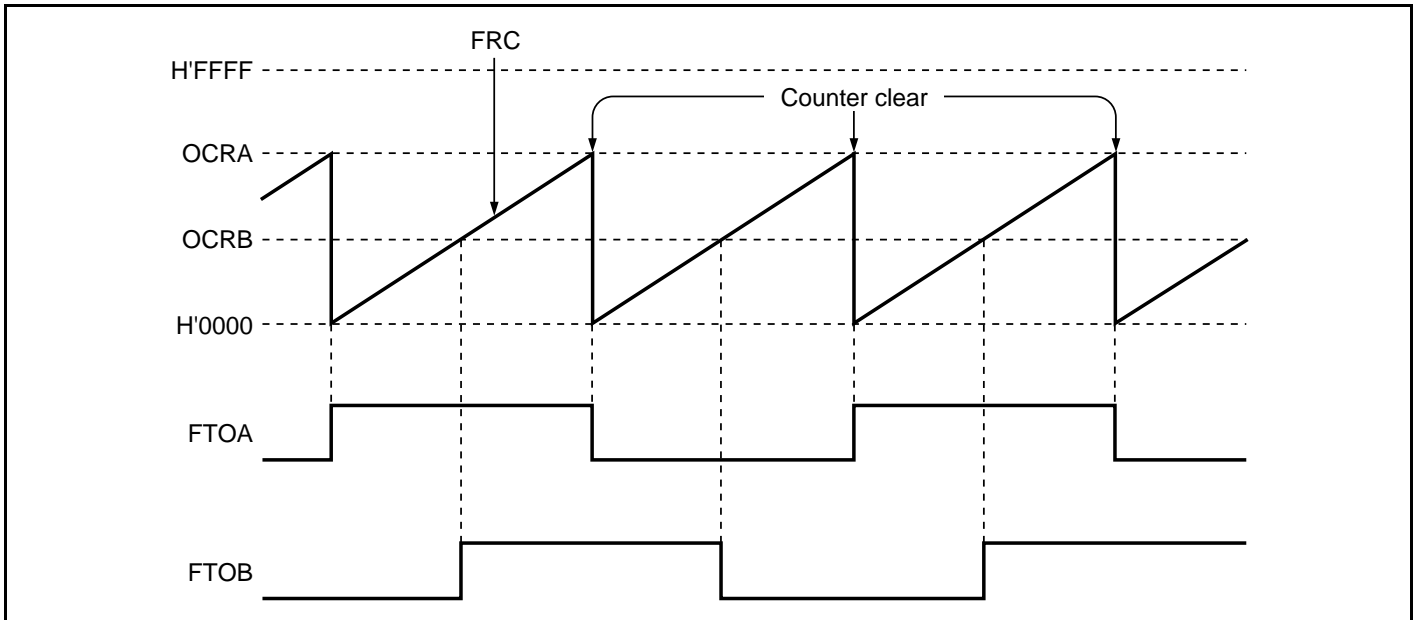 FRC
H'FFFF
Counter clear
OCRA
OCRB
H'0000
FTOA
FTOB